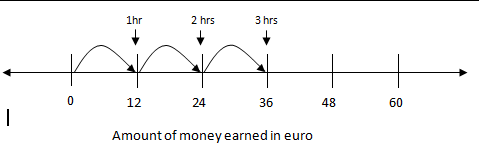 1hr 2 hrs 3 hrs
0 12 24 36 48 60
Amount of money earned in euro